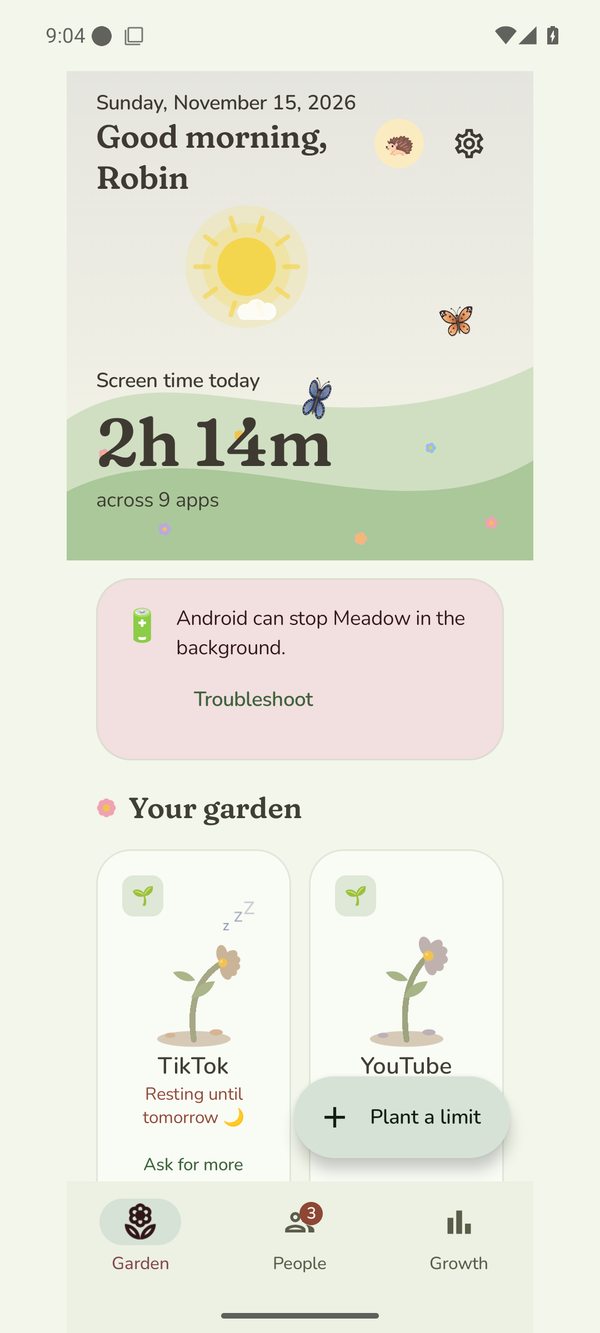 9:04
Sunday, November 15, 2026
Good morning,
Robin
Screen time today
2h 14m
across 9 apps
Android can stop Meadow in the
background.
Troubleshoot
Your garden
z z z
TikTok
YouTube
Resting until
tomorrow 🌙
Plant a limit
Ask for more
3
Garden
People
Growth